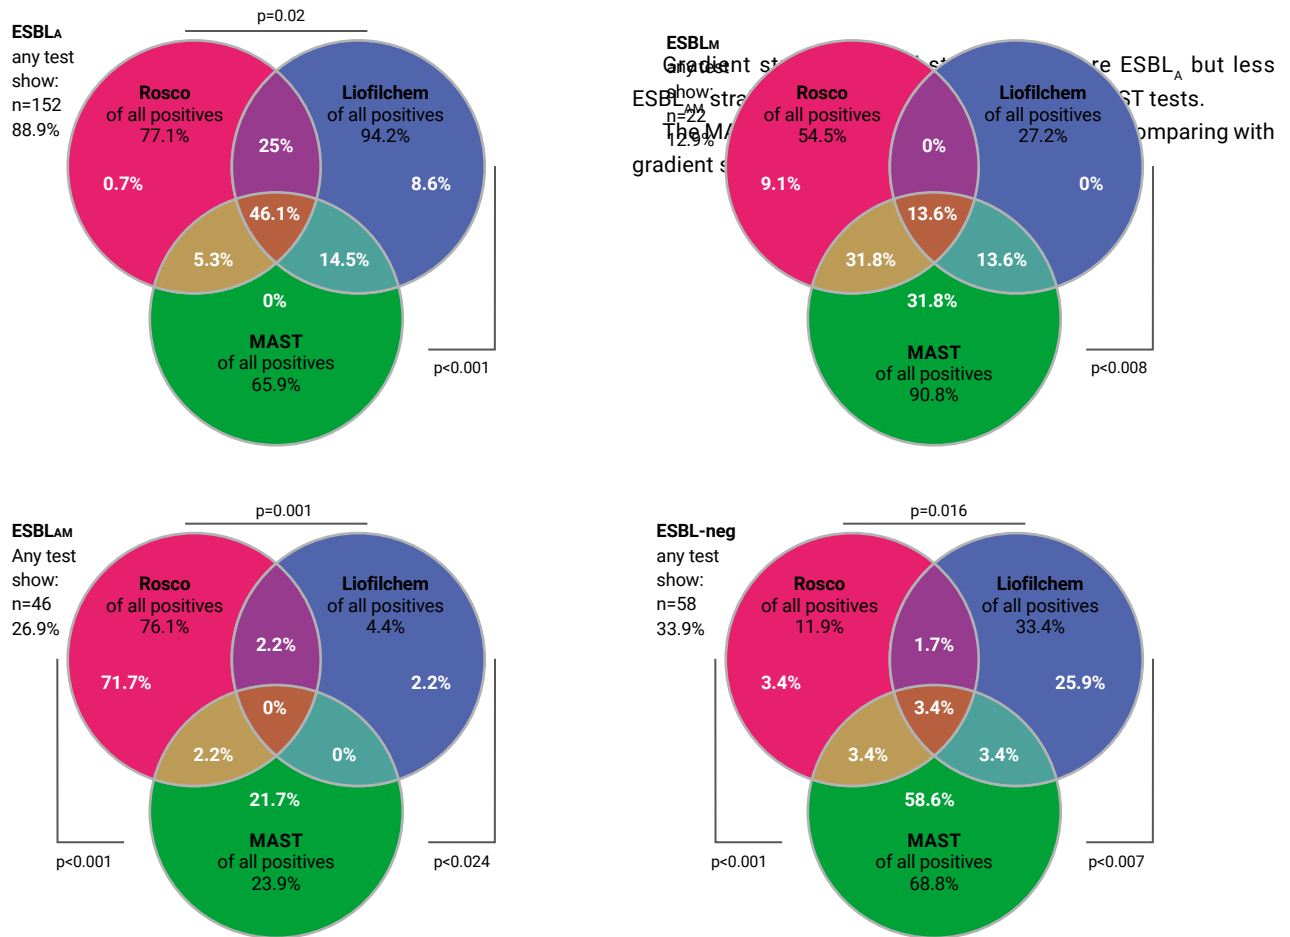 p=0.02
ESBLA
any test
show:
n=152
88.9%
Rosco
of all positives
77.1%
Liofilchem
of all positives
94.2%
25%
0.7%
8.6%
46.1%
5.3%
14.5%
0%
MAST
of all positives
65.9%
p<0.001
ESBLM
any test
show:
n=22
12.9%
Gradient
re ESBLA but less
ESBLAM
ST tests.
The MA
omparing with
gradient
Rosco
of all positives
54.5%
Liofilchem
of all positives
27.2%
0%
9.1%
0%
13.6%
31.8%
13.6%
31.8%
MAST
of all positives
90.8%
p<0.008
p=0.001
ESBLAM
Any test
show:
n=46
26.9%
Rosco
of all positives
76.1%
Liofilchem
of all positives
4.4%
2.2%
71.7%
2.2%
0%
2.2%
0%
21.7%
MAST
of all positives
23.9%
p<0.001
p<0.024
p=0.016
ESBL-neg
any test
show:
n=58
33.9%
Rosco
of all positives
11.9%
Liofilchem
of all positives
33.4%
1.7%
3.4%
25.9%
3.4%
3.4%
3.4%
58.6%
MAST
of all positives
68.8%
p<0.001
p<0.007